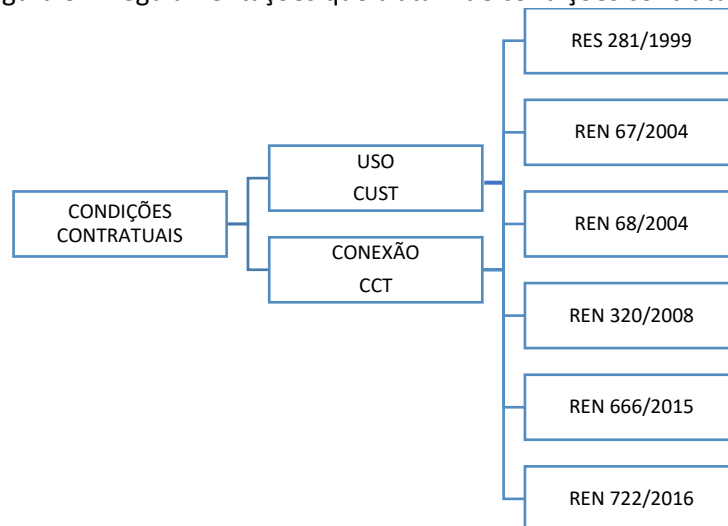 RES 281/1999
REN 67/2004
USO
CUST
CONDIÇÕES
CONTRATUAIS
REN 68/2004
CONEXÃO
CCT
REN 320/2008
REN 666/2015
REN 722/2016